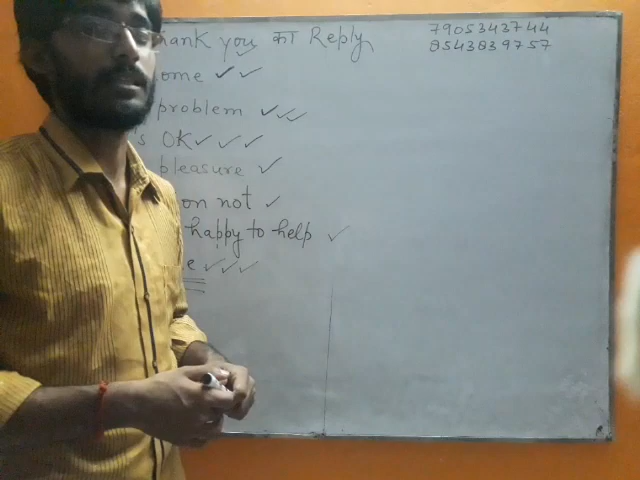 hank you का Reply
7905343744
8543839757
ome
problem
s OK
pleasure
on not
happy to help
e